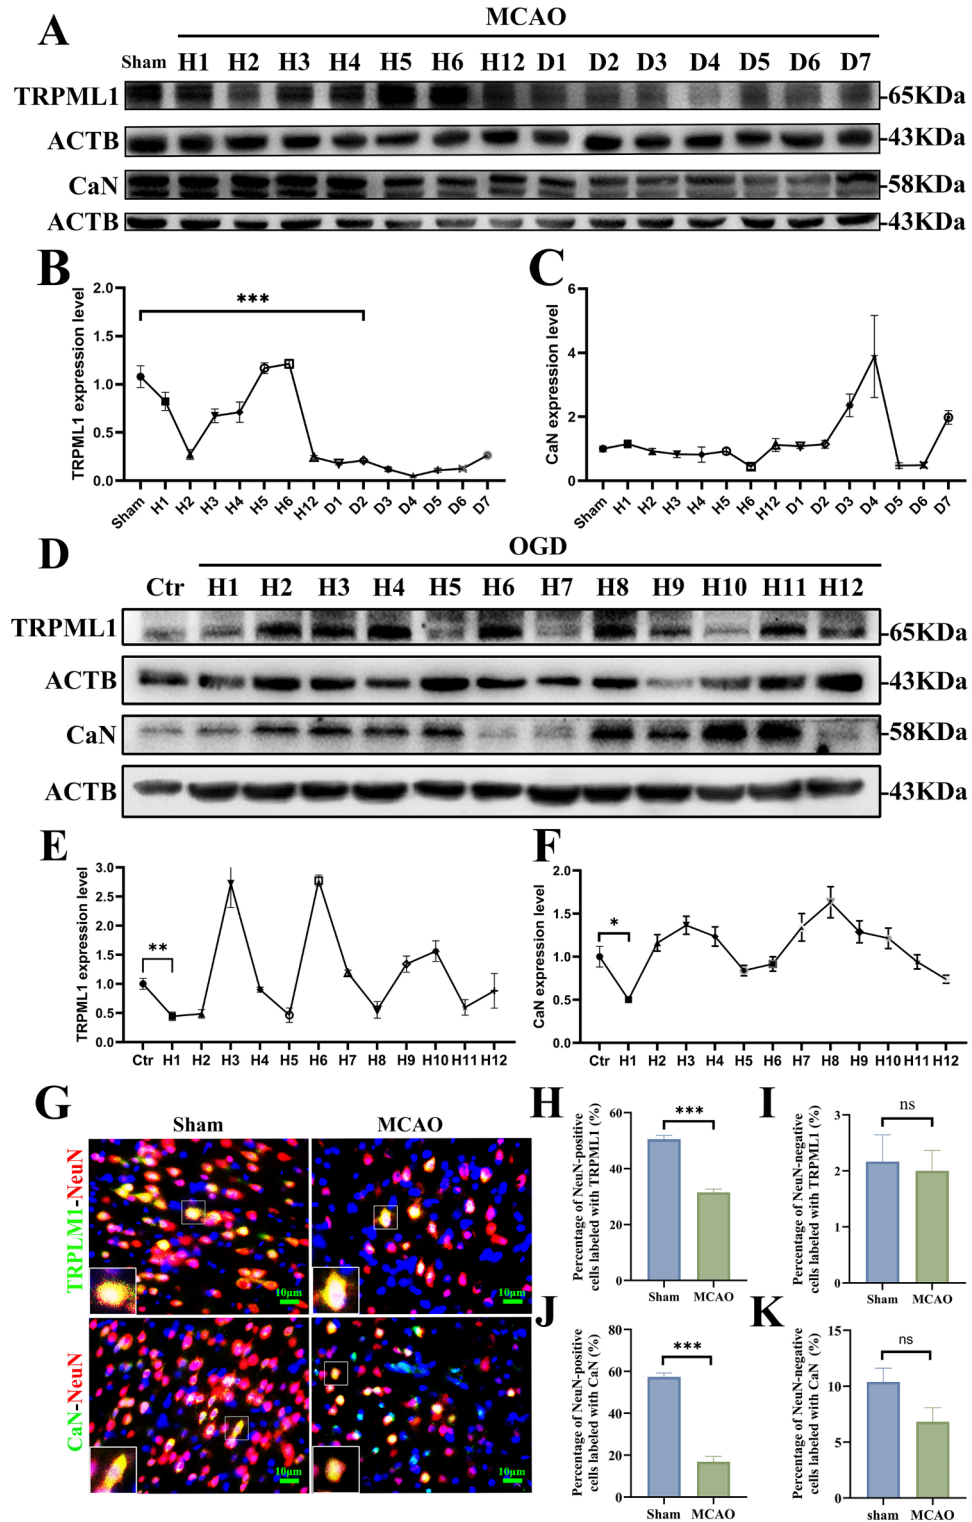 A
MCAO
Sham H1 H2 H3 H4 H5 H6 H12 D1 D2 D3 D4 D5 D6 D7
TRPML1 -65KDa
ACTB -43KDa
CaN -58KDa
ACTB -43KDa
B
TRPML1 expression level
2.0
1.5
1.0
0.5
0.0
***
Sham H1 H2 H3 H4 H5 H6 H12 D1 D2 D3 D4 D5 D6 D7
C
CaN expression level
6
4
2
0
Sham H1 H2 H3 H4 H5 H6 H12 D1 D2 D3 D4 D5 D6 D7
D
OGD
Ctr H1 H2 H3 H4 H5 H6 H7 H8 H9 H10 H11 H12
TRPML1 -65KDa
ACTB -43KDa
CaN -58KDa
ACTB -43KDa
E
TRPML1 expression level
3.0
2.5
2.0
1.5
1.0
0.5
0.0
**
Ctr H1 H2 H3 H4 H5 H6 H7 H8 H9 H10 H11 H12
F
CaN expression level
2.0
1.5
1.0
0.5
0.0
*
Ctr H1 H2 H3 H4 H5 H6 H7 H8 H9 H10 H11 H12
G
Sham MCAO
TRPLM1-NeuN
10μm
10μm
CaN-NeuN
10μm
10μm
H
Percentage of NeuN-positive
cells labeled with TRPML1 (%)
60
40
20
0
***
Sham MCAO
I
Percentage of NeuN-negative
cells labeled with TRPML1 (%)
3
2
1
0
ns
Sham MCAO
J
Percentage of NeuN-positive
cells labeled with CaN (%)
80
60
40
20
0
***
Sham MCAO
K
Percentage of NeuN-negative
cells labeled with CaN (%)
15
10
5
0
ns
sham MCAO